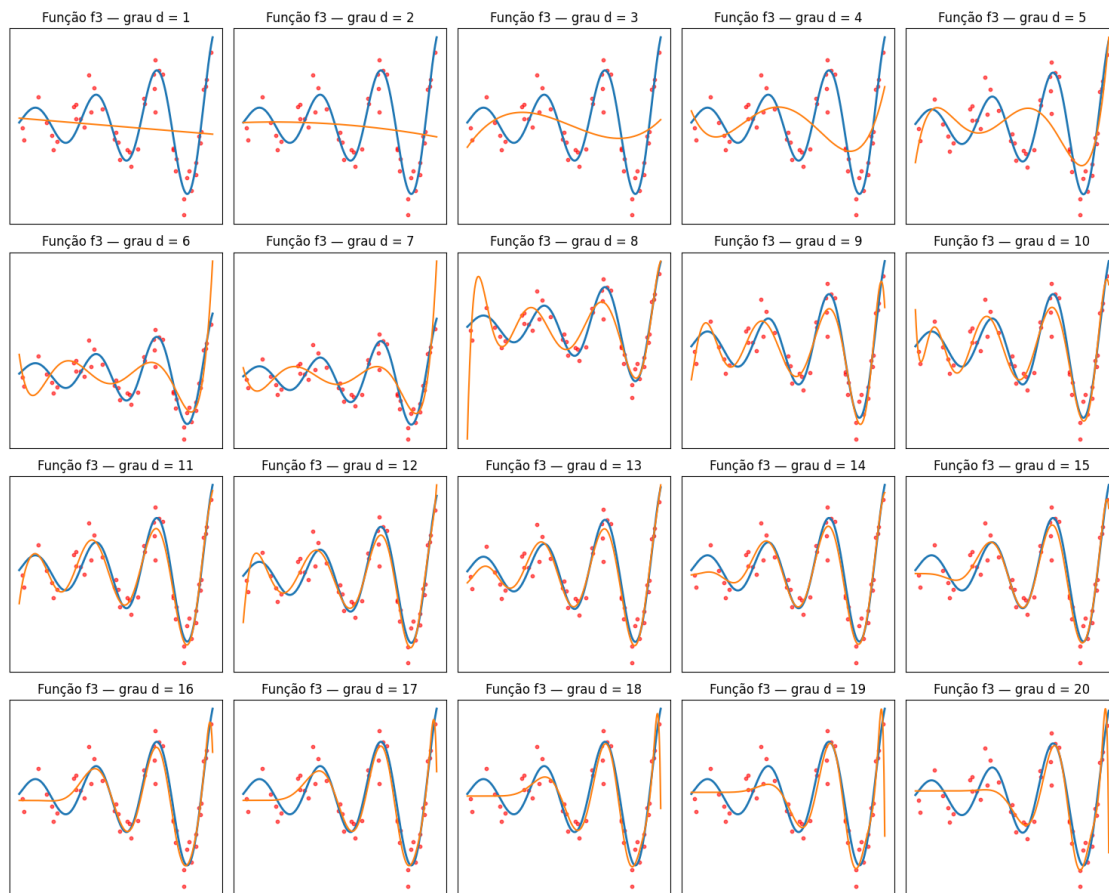 Função f3 — grau d = 1
Função f3 — grau d = 2
Função f3 — grau d = 3
Função f3 — grau d = 4
Função f3 — grau d = 5
Função f3 — grau d = 6
Função f3 — grau d = 7
Função f3 — grau d = 8
Função f3 — grau d = 9
Função f3 — grau d = 10
Função f3 — grau d = 11
Função f3 — grau d = 12
Função f3 — grau d = 13
Função f3 — grau d = 14
Função f3 — grau d = 15
Função f3 — grau d = 16
Função f3 — grau d = 17
Função f3 — grau d = 18
Função f3 — grau d = 19
Função f3 — grau d = 20